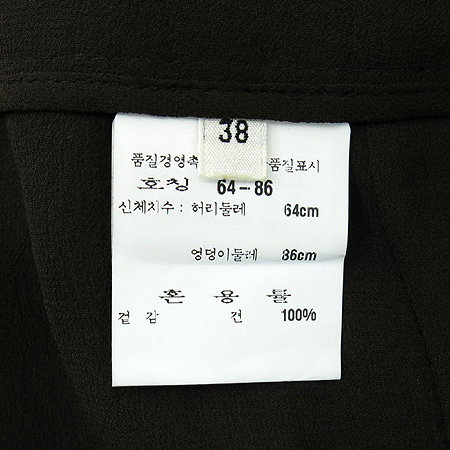 38
품질경영촉 품질표시
호칭 64-86
신체치수 : 허리둘레 64cm
엉덩이둘레 86cm
혼 용 률
겉 감 견 100%